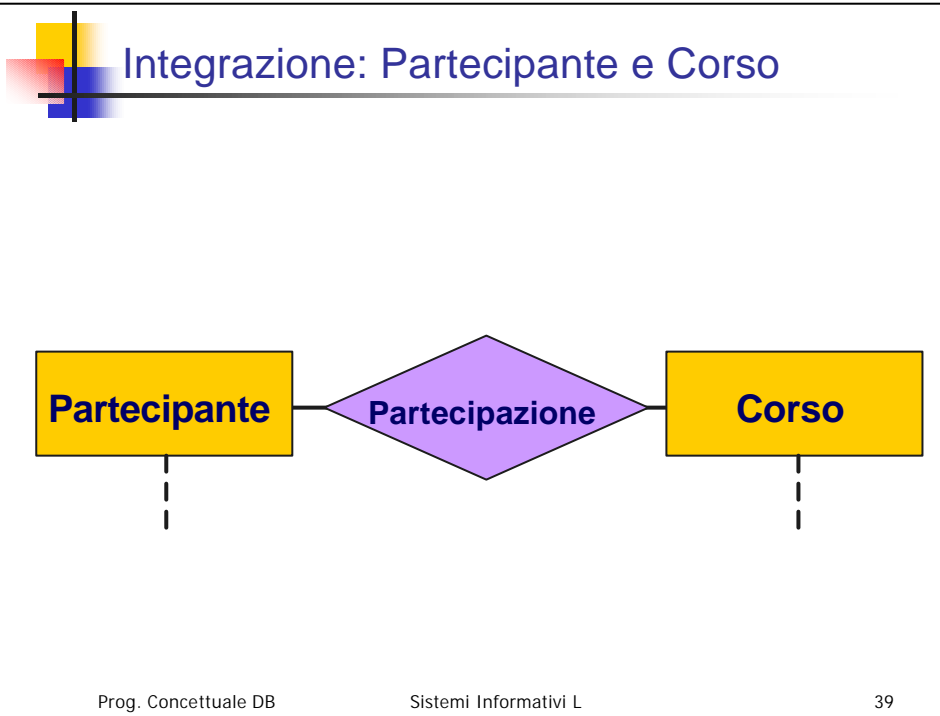 Integrazione: Partecipante e Corso
Partecipante
Partecipazione
Corso
Prog. Concettuale DB
Sistemi Informativi L
39